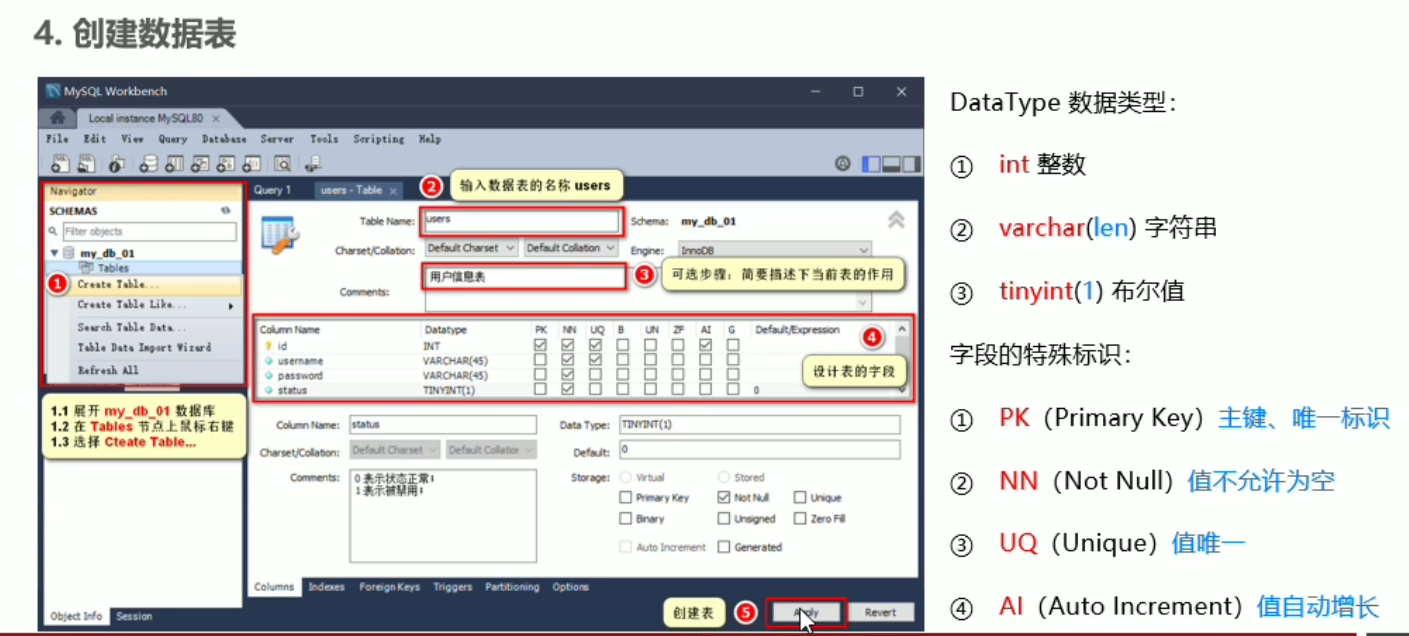 4. 创建数据表
MySQL Workbench
Local instance MySQL80
File Edit View Query Database Server Tools Scripting Help
Navigator
SCHEMAS
Filter objects
my_db_01
Tables
1
Create Table...
Create Table Like...
Search Table Data...
Table Data Import Wizard
Refresh All
1.1 展开 my_db_01 数据库
1.2 在 Tables 节点上鼠标右键
1.3 选择 Cteate Table...
Object Info Session
Query 1 users - Table
2 输入数据表的名称 users
Table Name: users Schema: my_db_01
Charset/Collation: Default Charset Default Collation Engine: InnoDB
Comments: 用户信息表
3 可选步骤：简要描述下当前表的作用
Column Name Datatype PK NN UQ B UN ZF AI G Default/Expression
id INT
username VARCHAR(45)
password VARCHAR(45)
status TINYINT(1) 0
4
设计表的字段
Column Name: status Data Type: TINYINT(1)
Charset/Collation: Default Charset Default Collation Default: 0
Comments: 0 表示状态正常；
1 表示被禁用；
Storage: Virtual Stored
Primary Key Not Null Unique
Binary Unsigned Zero Fill
Auto Increment Generated
Columns Indexes Foreign Keys Triggers Partitioning Options
创建表 5 Apply Revert
DataType 数据类型：
① int 整数
② varchar(len) 字符串
③ tinyint(1) 布尔值
字段的特殊标识：
① PK（Primary Key）主键、唯一标识
② NN（Not Null）值不允许为空
③ UQ（Unique）值唯一
④ AI（Auto Increment）值自动增长